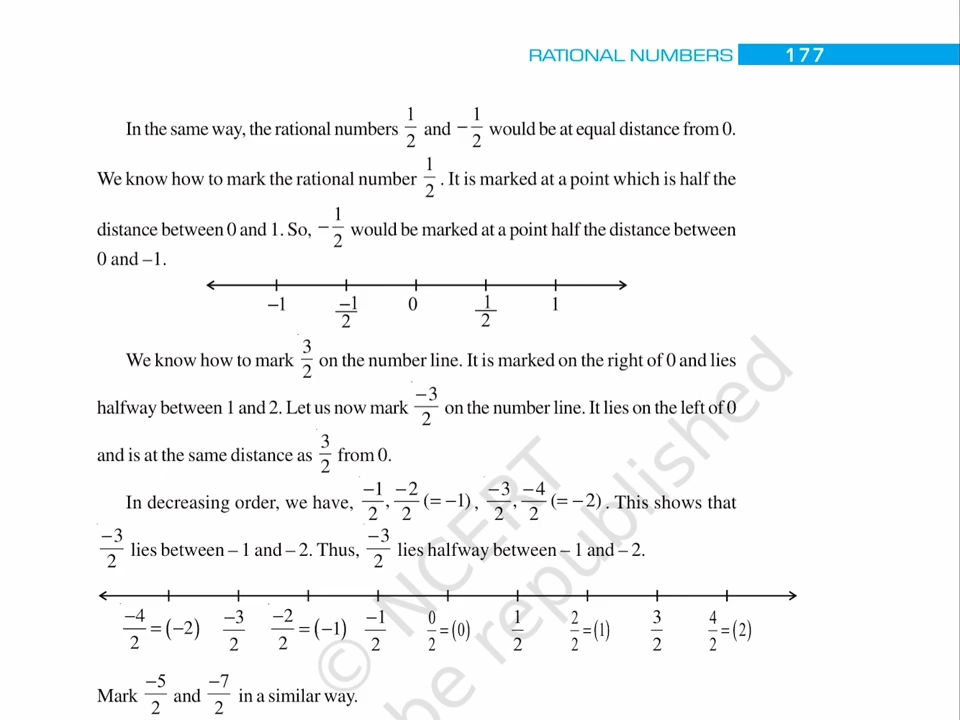 RATIONAL NUMBERS 177
In the same way, the rational numbers 1/2 and −1/2 would be at equal distance from 0.
We know how to mark the rational number 1/2 . It is marked at a point which is half the
distance between 0 and 1. So, −1/2 would be marked at a point half the distance between
0 and –1.
−1 −1/2 0 1/2 1
We know how to mark 3/2 on the number line. It is marked on the right of 0 and lies
halfway between 1 and 2. Let us now mark −3/2 on the number line. It lies on the left of 0
and is at the same distance as 3/2 from 0.
In decreasing order, we have, −1/2, −2/2 (= −1) , −3/2, −4/2 (= −2) . This shows that
−3/2 lies between – 1 and – 2. Thus, −3/2 lies halfway between – 1 and – 2.
−4/2 = (−2) −3/2 −2/2 = (−1) −1/2 0/2 = (0) 1/2 2/2 = (1) 3/2 4/2 = (2)
Mark −5/2 and −7/2 in a similar way.
© NCERT
be republished